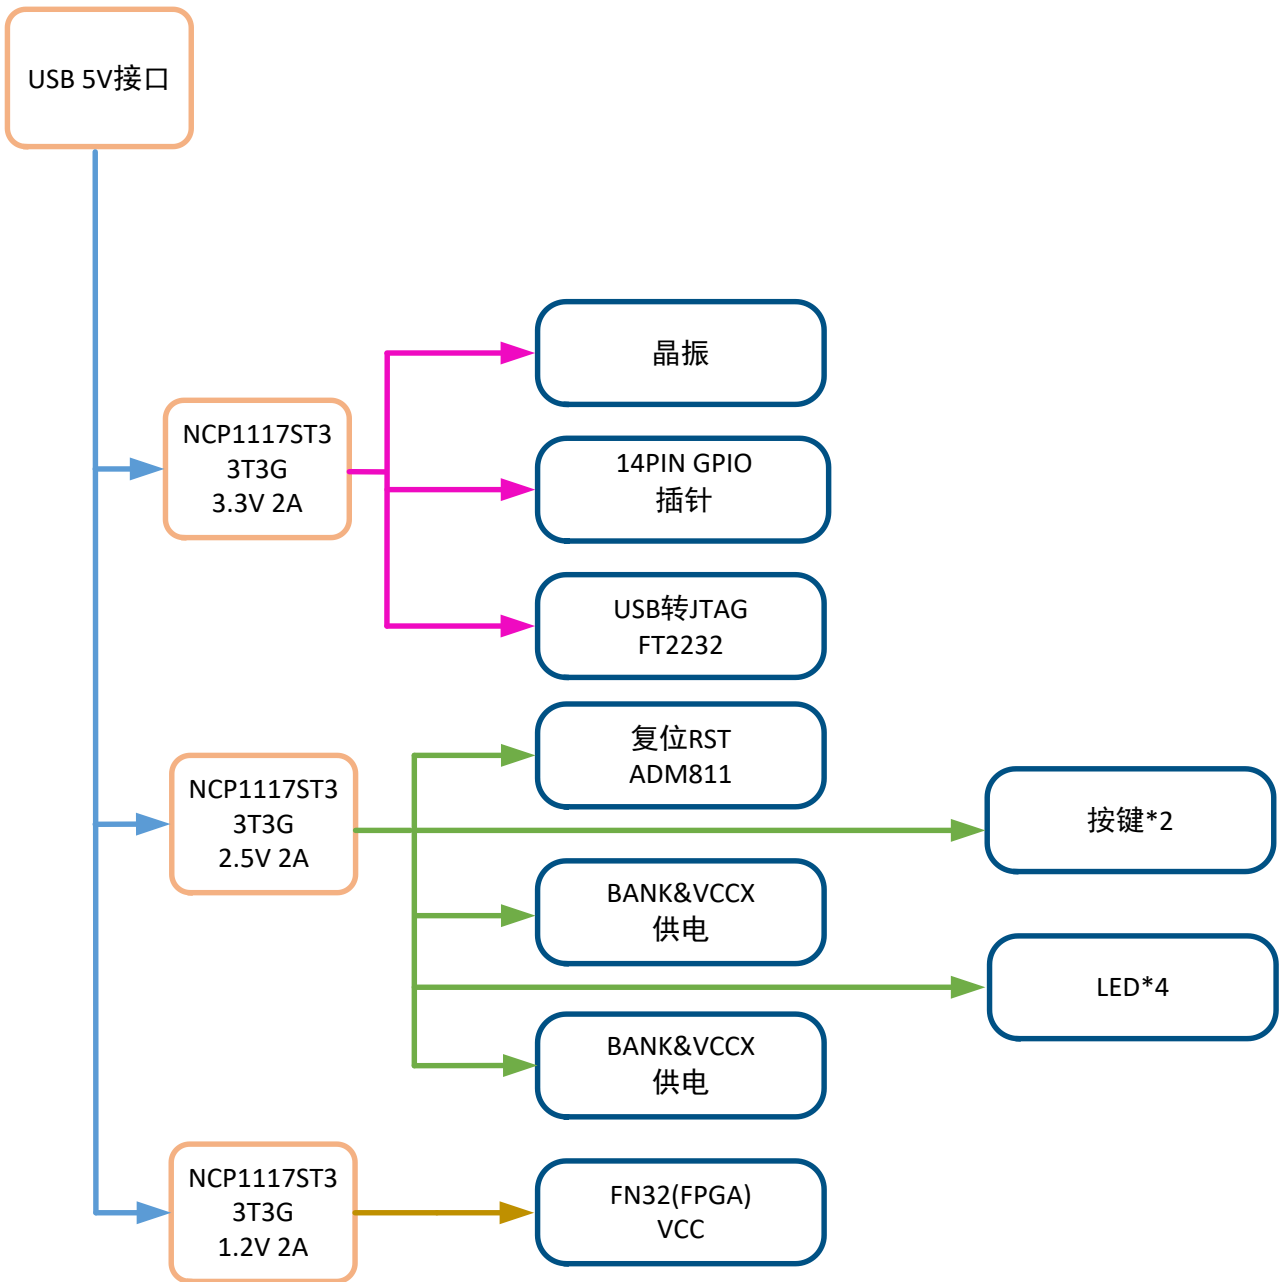 USB 5V接口
晶振
NCP1117ST3
3T3G
3.3V 2A
14PIN GPIO
插针
USB转JTAG
FT2232
复位RST
ADM811
NCP1117ST3
3T3G
2.5V 2A
按键*2
BANK&VCCX
供电
LED*4
BANK&VCCX
供电
NCP1117ST3
3T3G
1.2V 2A
FN32(FPGA)
VCC